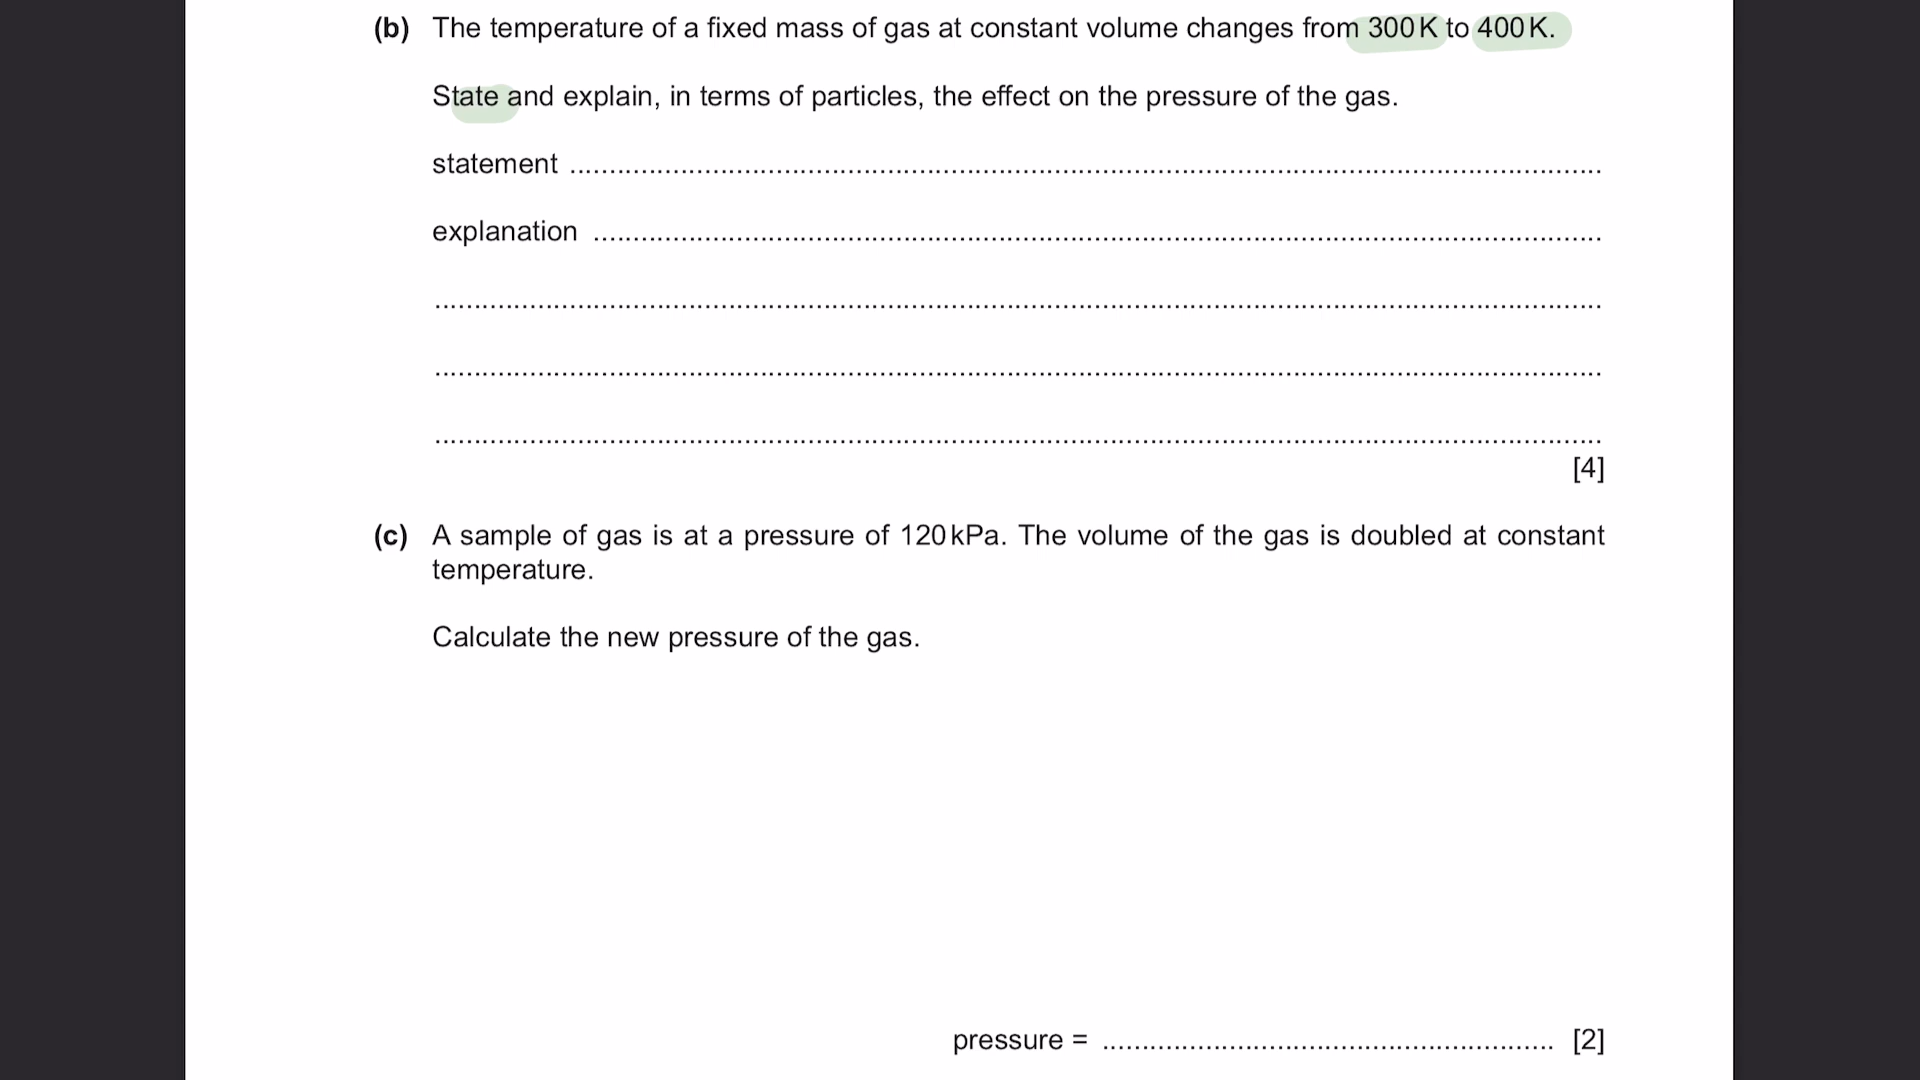 (b) The temperature of a fixed mass of gas at constant volume changes from 300 K to 400 K.
State and explain, in terms of particles, the effect on the pressure of the gas.
statement ........................................................................................................................
explanation ........................................................................................................................
........................................................................................................................
........................................................................................................................
........................................................................................................................
[4]
(c) A sample of gas is at a pressure of 120 kPa. The volume of the gas is doubled at constant
temperature.
Calculate the new pressure of the gas.
pressure = ........................................................ [2]